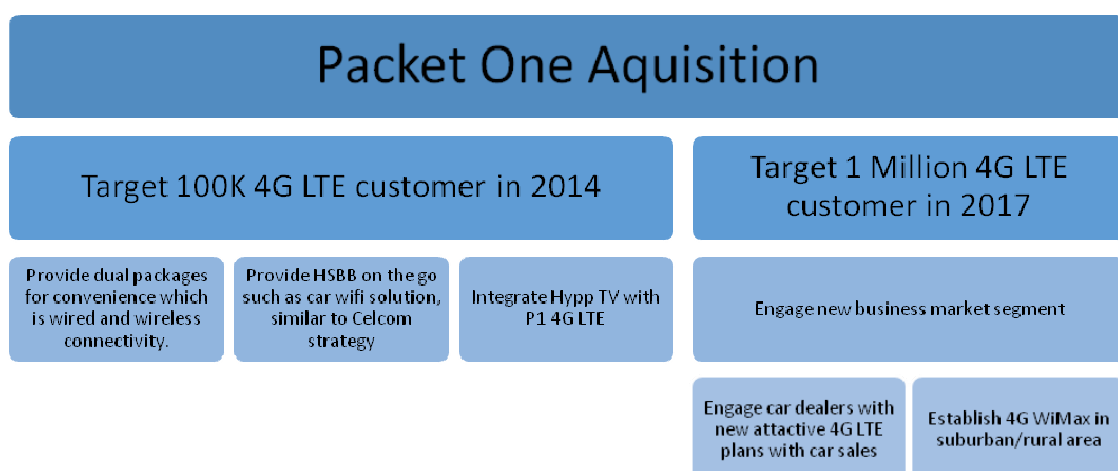 Packet One Aquisition
Target 100K 4G LTE customer in 2014
Target 1 Million 4G LTE
customer in 2017
Provide dual packages
for convenience which
is wired and wireless
connectivity.
Provide HSBB on the go
such as car wifi solution,
similar to Celcom
strategy
Integrate Hypp TV with
P1 4G LTE
Engage new business market segment
Engage car dealers with
new attactive 4G LTE
plans with car sales
Establish 4G WiMax in
suburban/rural area